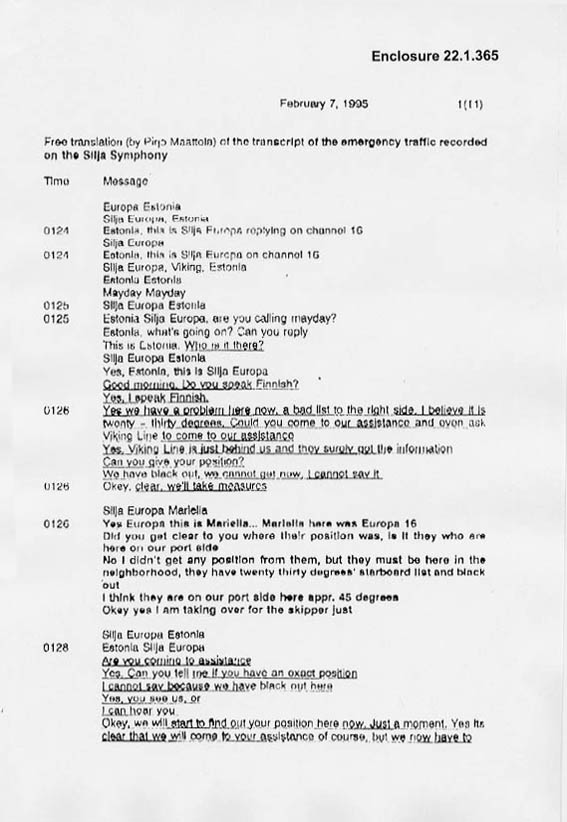 Enclosure 22.1.365
February 7, 1995 1(11)
Free translation (by Pirjo Maattola) of the transcript of the emergency traffic recorded
on the Silja Symphony
Time Message
Europa Estonia
Silja Europa, Estonia
0124 Estonia, this is Silja Europa replying on channel 16
Silja Europa
0124 Estonia, this is Silja Europa on channel 16
Silja Europa, Viking, Estonia
Estonia Estonia
Mayday Mayday
0125 Silja Europa Estonia
0125 Estonia Silja Europa, are you calling mayday?
Estonia, what's going on? Can you reply
This is Estonia. Who is it there?
Silja Europa Estonia
Yes, Estonia, this is Silja Europa
Good morning. Do you speak Finnish?
Yes, I speak Finnish.
0126 Yes we have a problem here now, a bad list to the right side. I believe it is
twenty - thirty degrees. Could you come to our assistance and even ask
Viking Line to come to our assistance
Yes, Viking Line is just behind us and they surely got the information
Can you give your position?
We have black out, we cannot get now, I cannot say it
0126 Okey, clear, we'll take measures
Silja Europa Mariella
0126 Yes Europa this is Mariella... Mariella here was Europa 16
Did you get clear to you where their position was, is it they who are
here on our port side
No I didn't get any position from them, but they must be here in the
neighborhood, they have twenty thirty degrees' starboard list and black
out
I think they are on our port side here appr. 45 degrees
Okey yes I am taking over for the skipper just
Silja Europa Estonia
0128 Estonia Silja Europa
Are you coming to assistance
Yes. Can you tell me if you have an exact position
I cannot say because we have black out here
Yes, you see us, or
I can hear you
Okey, we will start to find out your position here now. Just a moment. Yes its
clear that we will come to your assistance of course, but we now have to